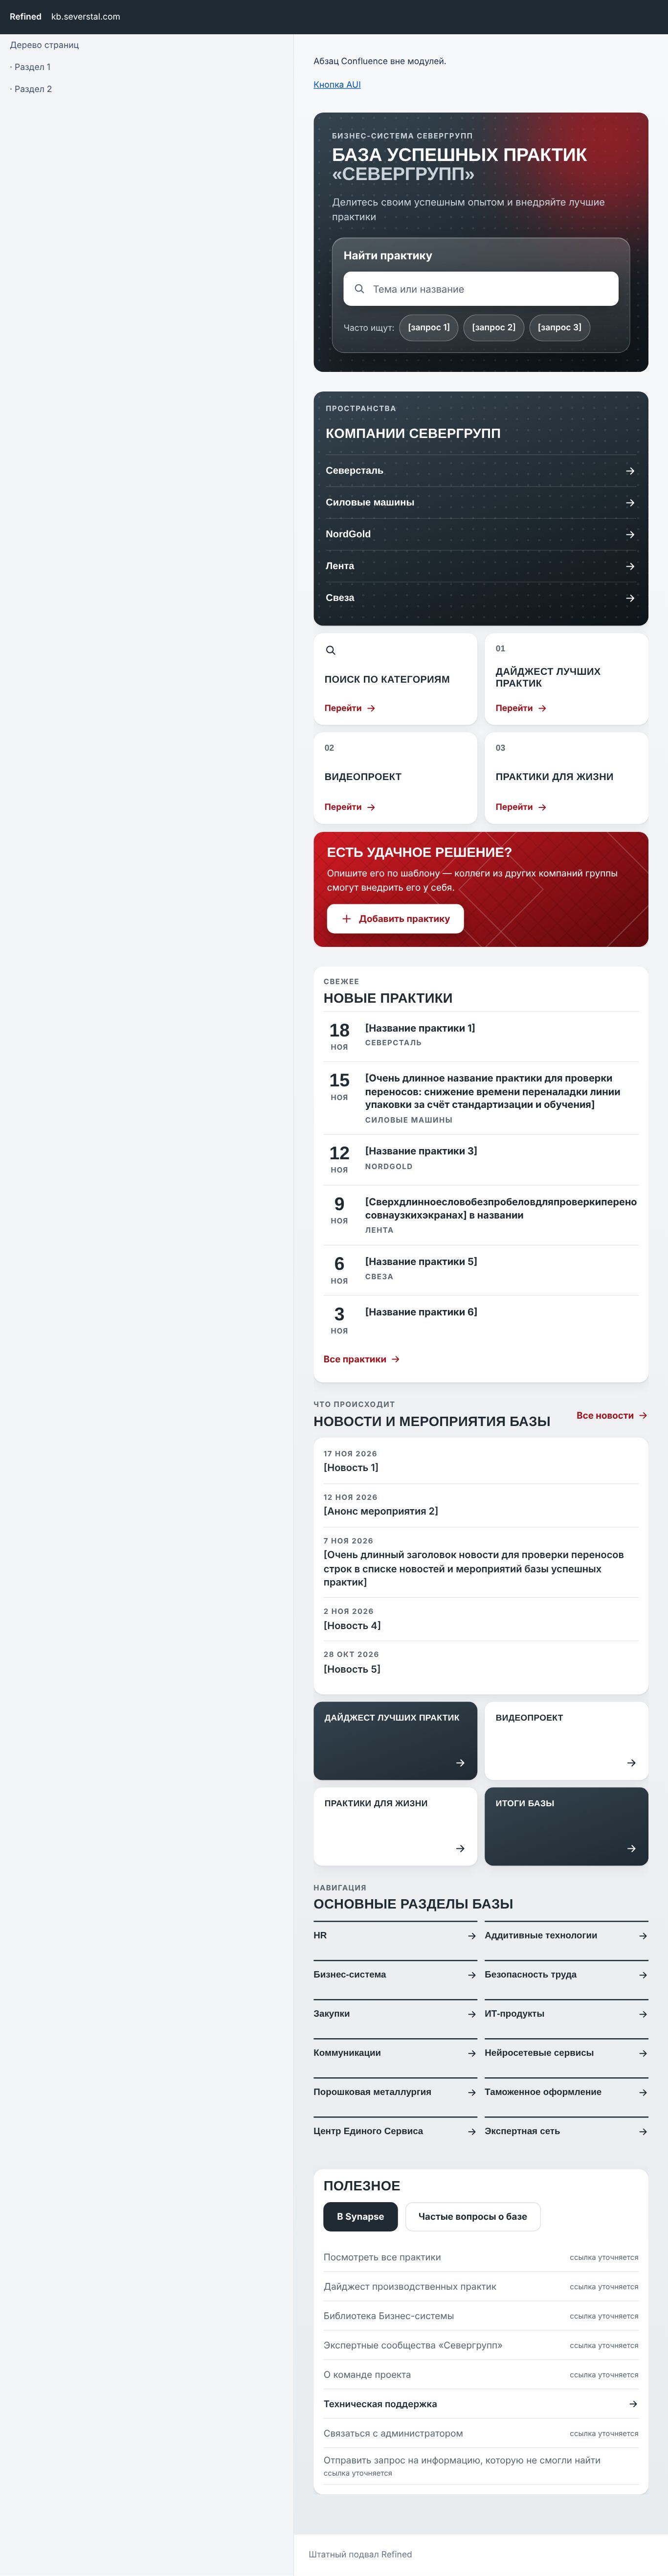 Refined kb.severstal.com
Дерево страниц
· Раздел 1
· Раздел 2
Абзац Confluence вне модулей.
Кнопка AUI
БИЗНЕС-СИСТЕМА СЕВЕРГРУПП
БАЗА УСПЕШНЫХ ПРАКТИК
«СЕВЕРГРУПП»
Делитесь своим успешным опытом и внедряйте лучшие
практики
Найти практику
Тема или название
Часто ищут: [запрос 1] [запрос 2] [запрос 3]
ПРОСТРАНСТВА
КОМПАНИИ СЕВЕРГРУПП
Северсталь
Силовые машины
NordGold
Лента
Свеза
ПОИСК ПО КАТЕГОРИЯМ
Перейти
01
ДАЙДЖЕСТ ЛУЧШИХ
ПРАКТИК
Перейти
02
ВИДЕОПРОЕКТ
Перейти
03
ПРАКТИКИ ДЛЯ ЖИЗНИ
Перейти
ЕСТЬ УДАЧНОЕ РЕШЕНИЕ?
Опишите его по шаблону — коллеги из других компаний группы
смогут внедрить его у себя.
Добавить практику
СВЕЖЕЕ
НОВЫЕ ПРАКТИКИ
18 НОЯ
[Название практики 1]
СЕВЕРСТАЛЬ
15 НОЯ
[Очень длинное название практики для проверки
переносов: снижение времени переналадки линии
упаковки за счёт стандартизации и обучения]
СИЛОВЫЕ МАШИНЫ
12 НОЯ
[Название практики 3]
NORDGOLD
9 НОЯ
[Сверхдлинноесловобезпробеловдляпроверкиперено
совнаузкихэкранах] в названии
ЛЕНТА
6 НОЯ
[Название практики 5]
СВЕЗА
3 НОЯ
[Название практики 6]
Все практики
ЧТО ПРОИСХОДИТ
НОВОСТИ И МЕРОПРИЯТИЯ БАЗЫ
Все новости
17 НОЯ 2026
[Новость 1]
12 НОЯ 2026
[Анонс мероприятия 2]
7 НОЯ 2026
[Очень длинный заголовок новости для проверки переносов
строк в списке новостей и мероприятий базы успешных
практик]
2 НОЯ 2026
[Новость 4]
28 ОКТ 2026
[Новость 5]
ДАЙДЖЕСТ ЛУЧШИХ ПРАКТИК
ВИДЕОПРОЕКТ
ПРАКТИКИ ДЛЯ ЖИЗНИ
ИТОГИ БАЗЫ
НАВИГАЦИЯ
ОСНОВНЫЕ РАЗДЕЛЫ БАЗЫ
HR
Аддитивные технологии
Бизнес-система
Безопасность труда
Закупки
ИТ-продукты
Коммуникации
Нейросетевые сервисы
Порошковая металлургия
Таможенное оформление
Центр Единого Сервиса
Экспертная сеть
ПОЛЕЗНОЕ
В Synapse
Частые вопросы о базе
Посмотреть все практики ссылка уточняется
Дайджест производственных практик ссылка уточняется
Библиотека Бизнес-системы ссылка уточняется
Экспертные сообщества «Севергрупп» ссылка уточняется
О команде проекта ссылка уточняется
Техническая поддержка
Связаться с администратором ссылка уточняется
Отправить запрос на информацию, которую не смогли найти
ссылка уточняется
Штатный подвал Refined